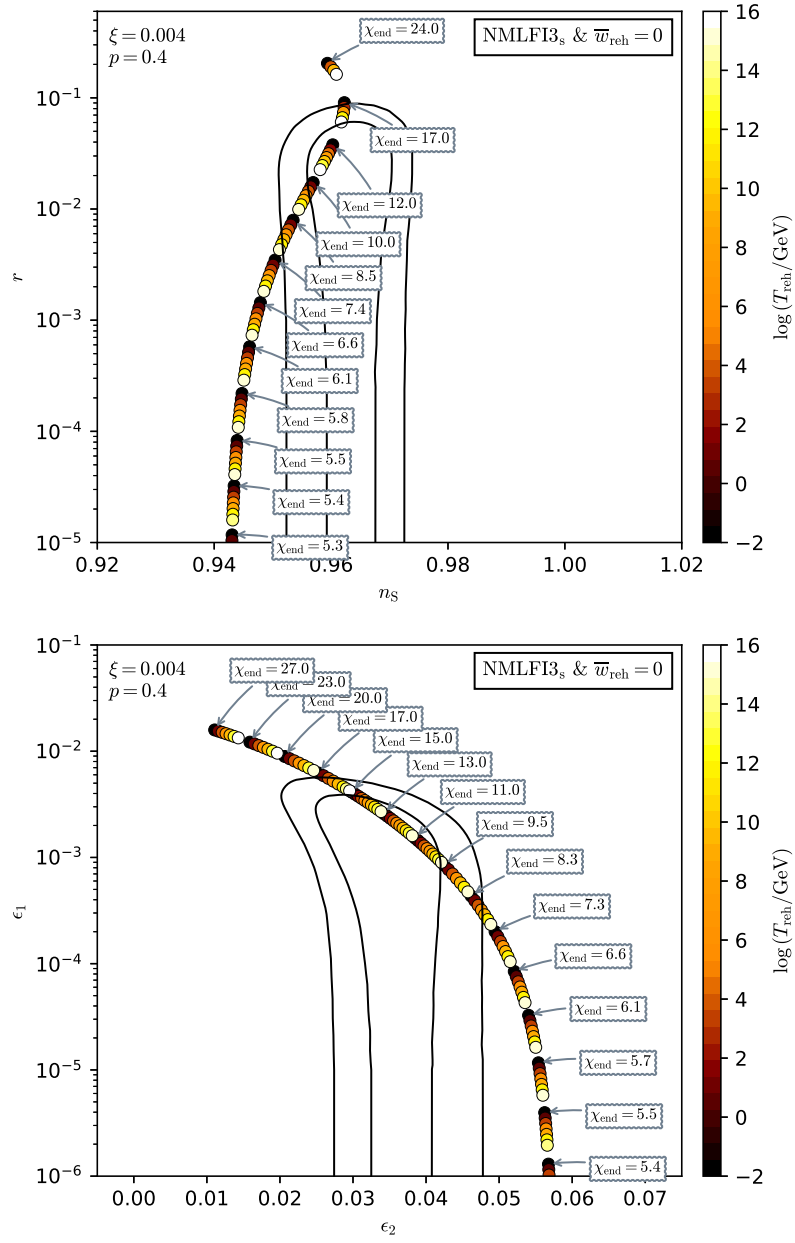 ξ = 0.004
p = 0.4
NMLFI3s & w̅reh = 0
χend = 24.0
χend = 17.0
χend = 12.0
χend = 10.0
χend = 8.5
χend = 7.4
χend = 6.6
χend = 6.1
χend = 5.8
χend = 5.5
χend = 5.4
χend = 5.3
10⁻¹
10⁻²
10⁻³
10⁻⁴
10⁻⁵
r
0.92 0.94 0.96 0.98 1.00 1.02
nS
16
14
12
10
8
6
4
2
0
−2
log (Treh/GeV)
ξ = 0.004
p = 0.4
NMLFI3s & w̅reh = 0
χend = 27.0
χend = 23.0
χend = 20.0
χend = 17.0
χend = 15.0
χend = 13.0
χend = 11.0
χend = 9.5
χend = 8.3
χend = 7.3
χend = 6.6
χend = 6.1
χend = 5.7
χend = 5.5
χend = 5.4
10⁻¹
10⁻²
10⁻³
10⁻⁴
10⁻⁵
10⁻⁶
ϵ1
0.00 0.01 0.02 0.03 0.04 0.05 0.06 0.07
ϵ2
16
14
12
10
8
6
4
2
0
−2
log (Treh/GeV)